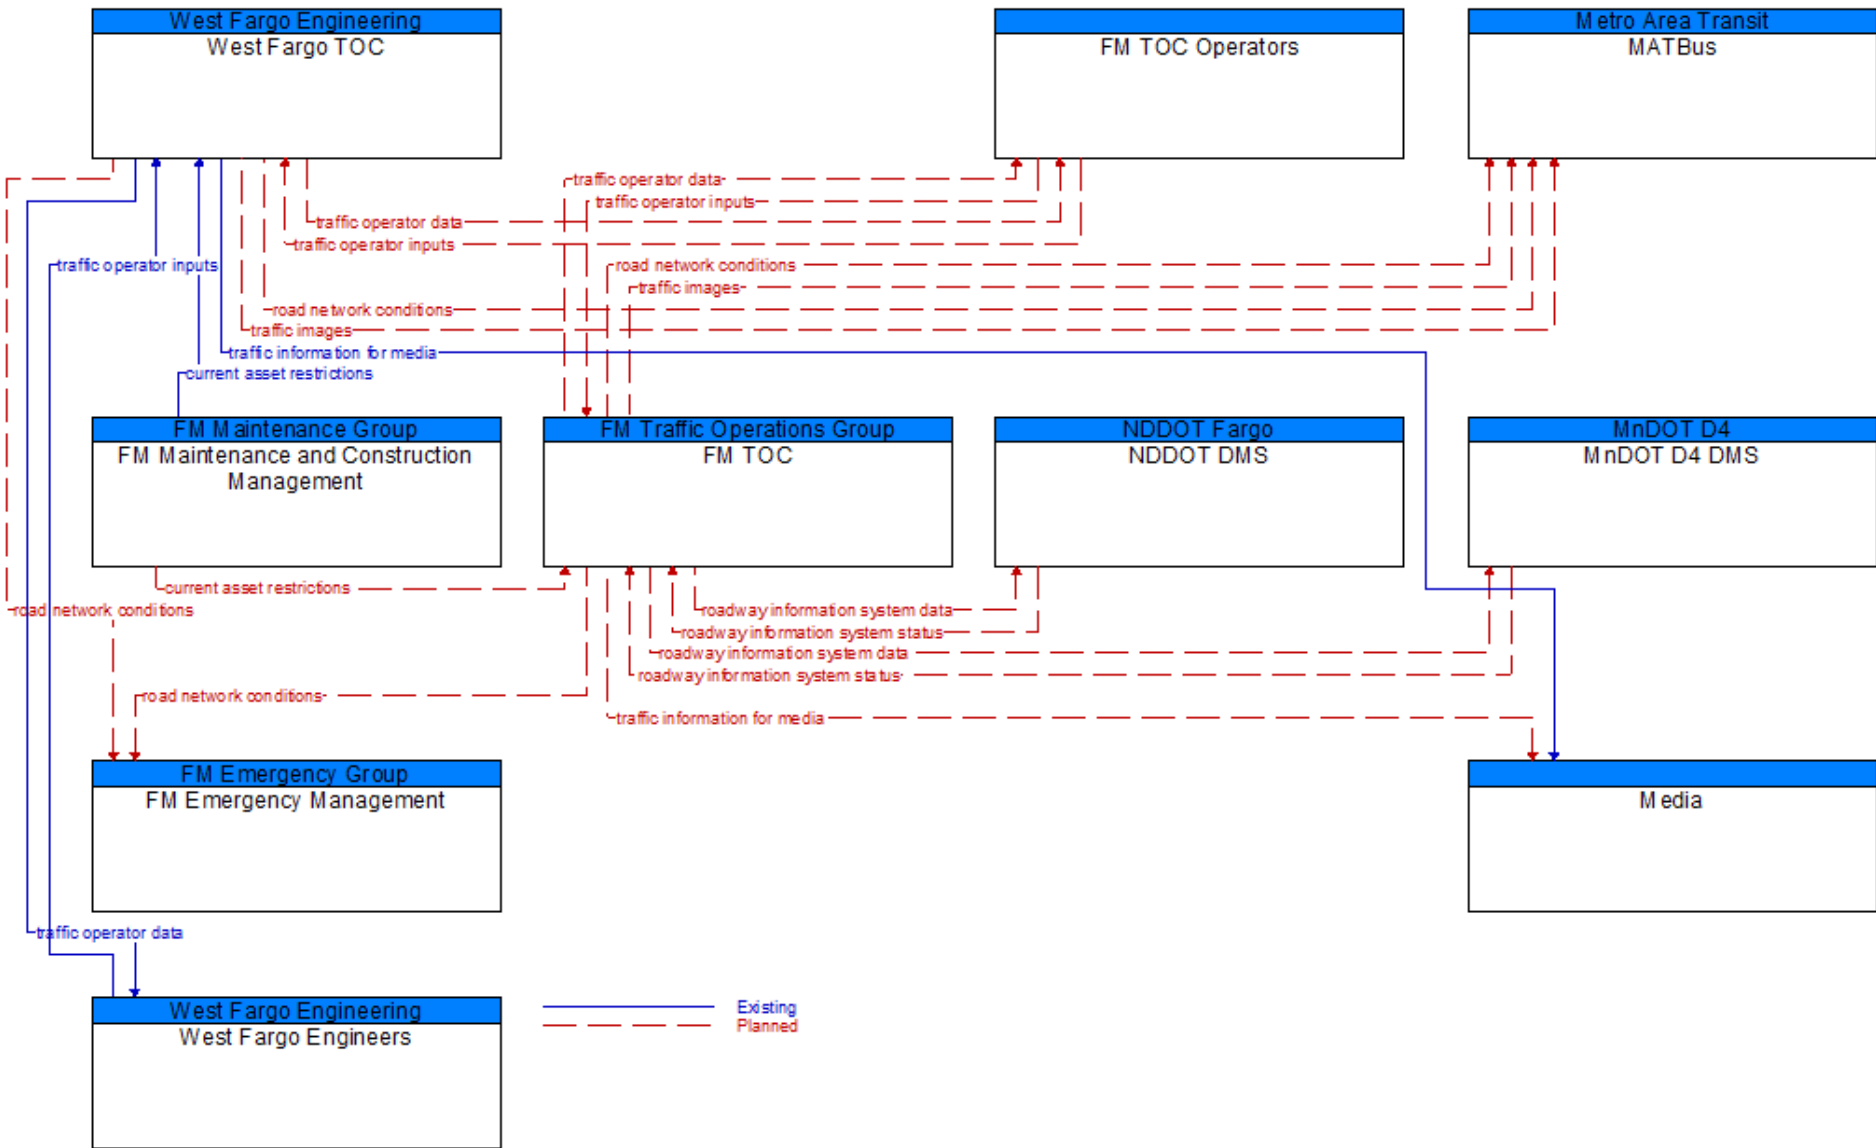 West Fargo Engineering
West Fargo TOC
FM TOC Operators
Metro Area Transit
MATBus
traffic operator data
traffic operator inputs
traffic operator data
traffic operator inputs
traffic operator inputs
road network conditions
traffic images
road network conditions
traffic images
traffic information for media
current asset restrictions
FM Maintenance Group
FM Maintenance and Construction
Management
FM Traffic Operations Group
FM TOC
NDDOT Fargo
NDDOT DMS
MnDOT D4
MnDOT D4 DMS
current asset restrictions
road network conditions
roadway information system data
roadway information system status
roadway information system data
roadway information system status
road network conditions
traffic information for media
FM Emergency Group
FM Emergency Management
Media
traffic operator data
West Fargo Engineering
West Fargo Engineers
Existing
Planned